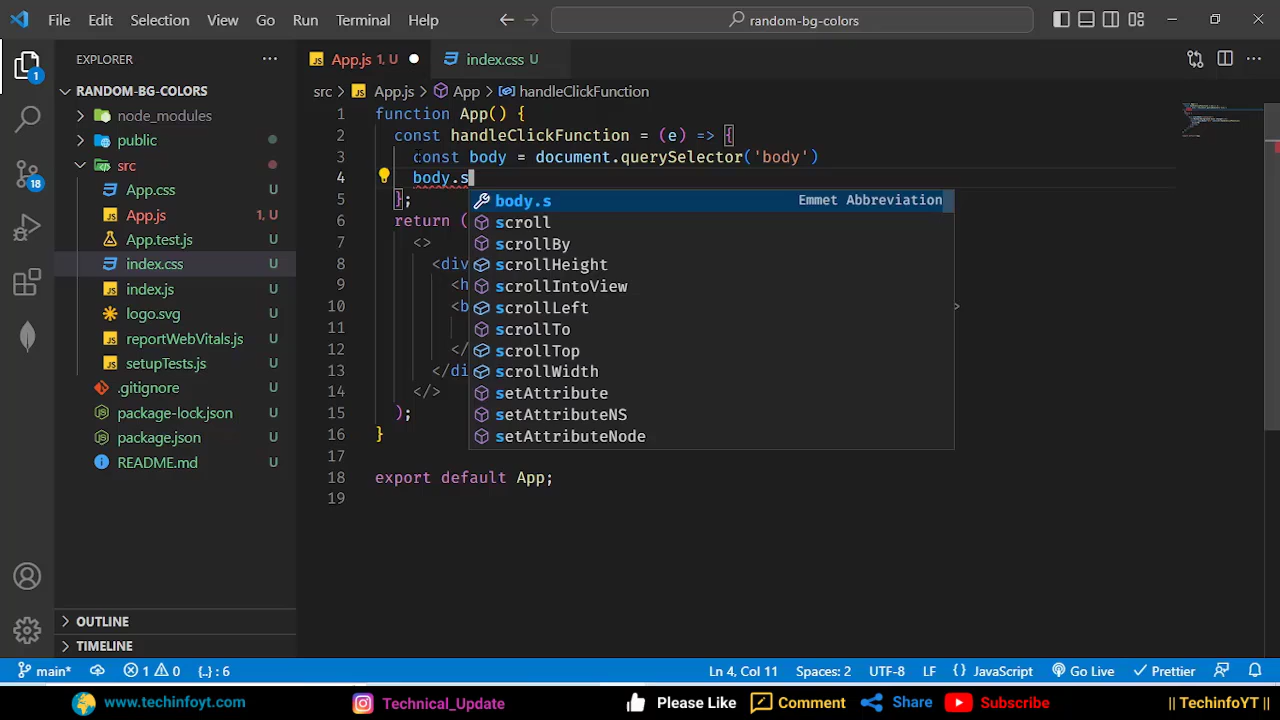 File Edit Selection View Go Run Terminal Help
random-bg-colors
EXPLORER
App.js 1, U
index.css U
RANDOM-BG-COLORS
src App.js App handleClickFunction
node_modules
public
src
App.css U
App.js 1, U
App.test.js U
index.css U
index.js U
logo.svg U
reportWebVitals.js U
setupTests.js U
.gitignore U
package-lock.json U
package.json U
README.md U
1
18
1 function App() {
2 const handleClickFunction = (e) => {
3 const body = document.querySelector('body')
4 body.s
5 };
6 return (
7 <>
8 <div
9 <h
10 <b >
11
12 </
13 </di
14 </>
15 );
16 }
17
18 export default App;
19
body.s Emmet Abbreviation
scroll
scrollBy
scrollHeight
scrollIntoView
scrollLeft
scrollTo
scrollTop
scrollWidth
setAttribute
setAttributeNS
setAttributeNode
OUTLINE
TIMELINE
main* 1 0 {..} : 6 Ln 4, Col 11 Spaces: 2 UTF-8 LF {} JavaScript Go Live Prettier
www.techinfoyt.com Technical_Update Please Like Comment Share Subscribe || TechinfoYT ||